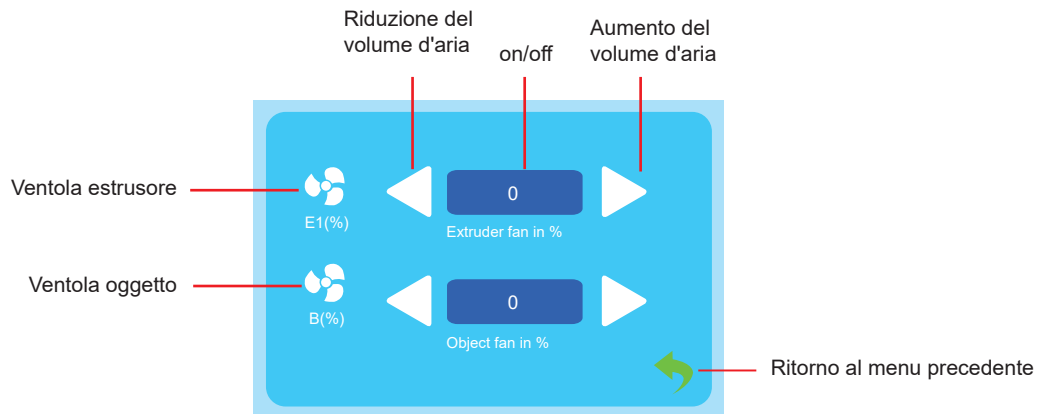 Riduzione del
volume d'aria
on/off
Aumento del
volume d'aria
Ventola estrusore
E1(%)
0
Extruder fan in %
Ventola oggetto
B(%)
0
Object fan in %
Ritorno al menu precedente